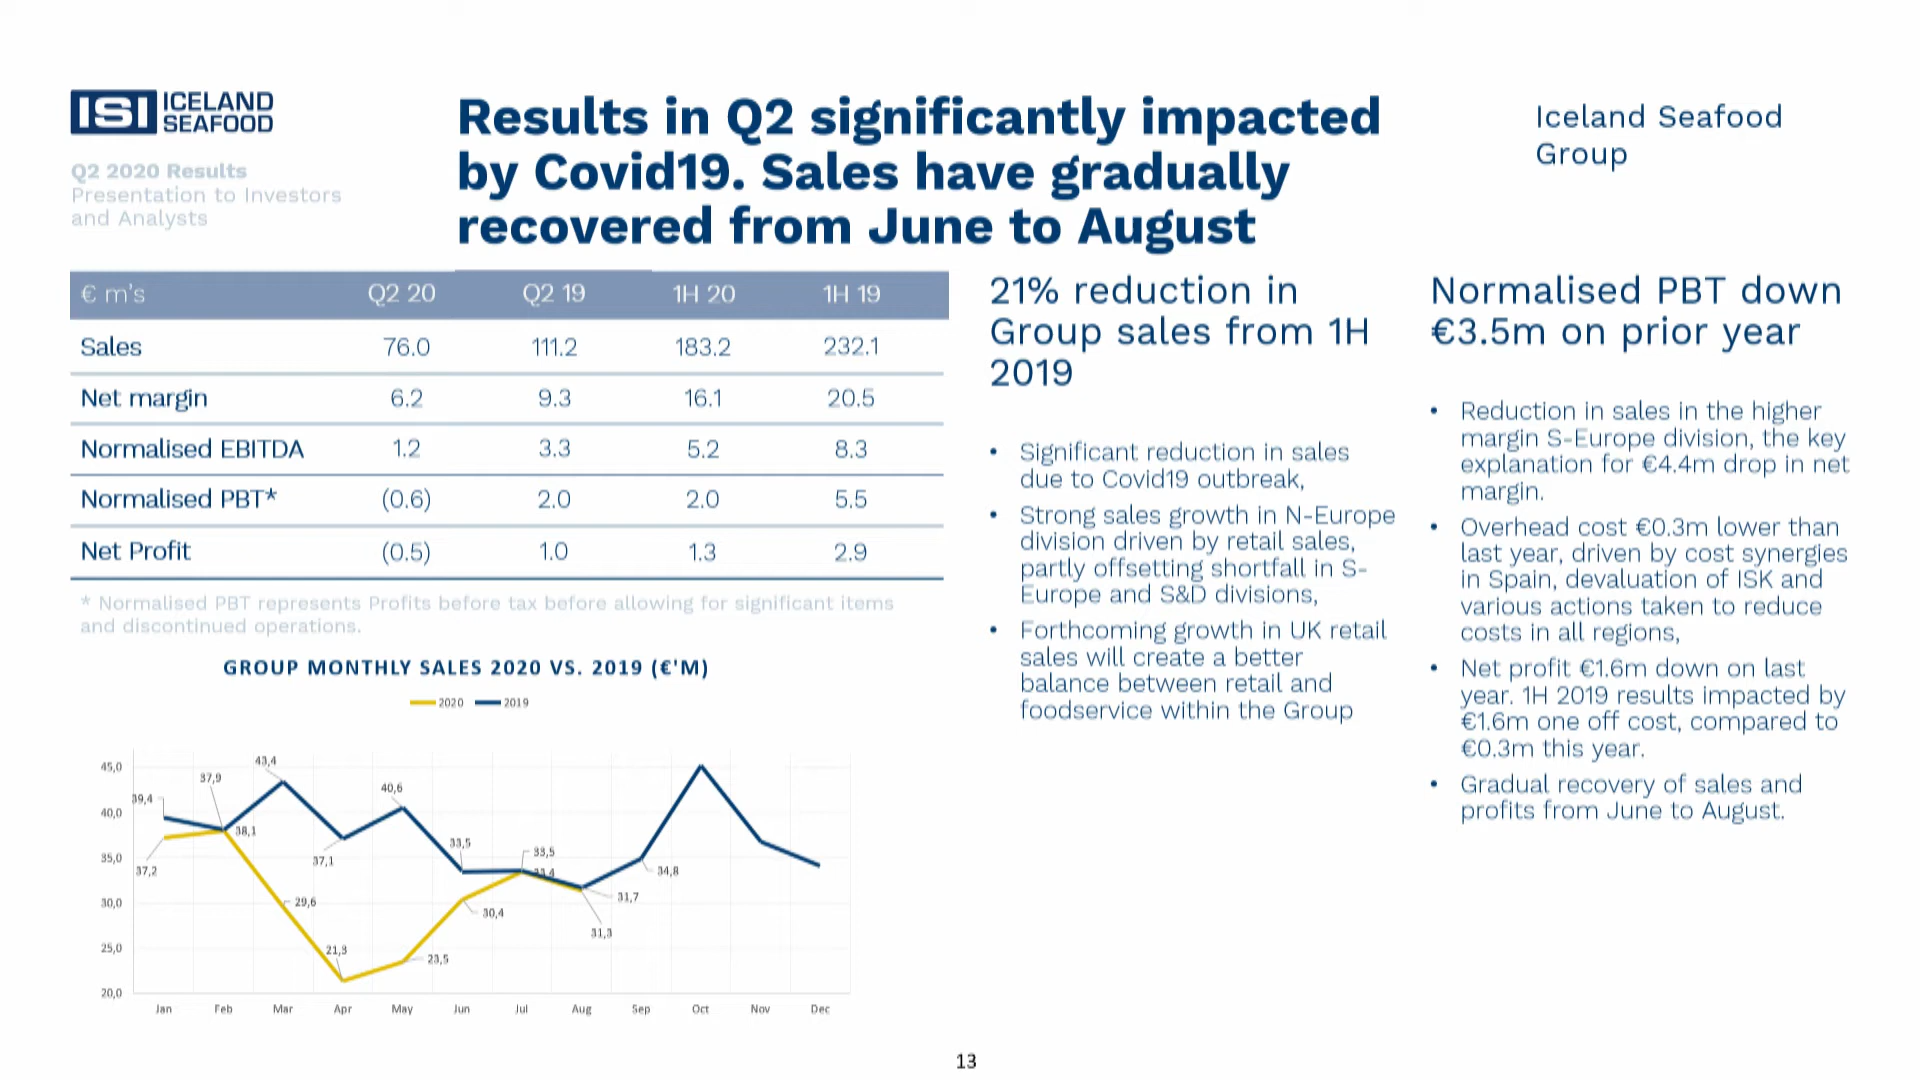 ISI ICELAND
SEAFOOD
Q2 2020 Results
Presentation to Investors
and Analysts
Results in Q2 significantly impacted
by Covid19. Sales have gradually
recovered from June to August
Iceland Seafood
Group
€ m's Q2 20 Q2 19 1H 20 1H 19
Sales 76.0 111.2 183.2 232.1
Net margin 6.2 9.3 16.1 20.5
Normalised EBITDA 1.2 3.3 5.2 8.3
Normalised PBT* (0.6) 2.0 2.0 5.5
Net Profit (0.5) 1.0 1.3 2.9
* Normalised PBT represents Profits before tax before allowing for significant items
and discontinued operations.
GROUP MONTHLY SALES 2020 VS. 2019 (€'M)
2020 2019
45,0
40,0
35,0
30,0
25,0
20,0
39,4
37,9
43,4
40,6
38,1
37,1
37,2
33,5
33,5
33,4
34,8
31,7
29,6
30,4
31,3
21,3
23,5
Jan Feb Mar Apr May Jun Jul Aug Sep Oct Nov Dec
21% reduction in
Group sales from 1H
2019
• Significant reduction in sales
due to Covid19 outbreak,
• Strong sales growth in N-Europe
division driven by retail sales,
partly offsetting shortfall in S-
Europe and S&D divisions,
• Forthcoming growth in UK retail
sales will create a better
balance between retail and
foodservice within the Group
Normalised PBT down
€3.5m on prior year
• Reduction in sales in the higher
margin S-Europe division, the key
explanation for €4.4m drop in net
margin.
• Overhead cost €0.3m lower than
last year, driven by cost synergies
in Spain, devaluation of ISK and
various actions taken to reduce
costs in all regions,
• Net profit €1.6m down on last
year. 1H 2019 results impacted by
€1.6m one off cost, compared to
€0.3m this year.
• Gradual recovery of sales and
profits from June to August.
13